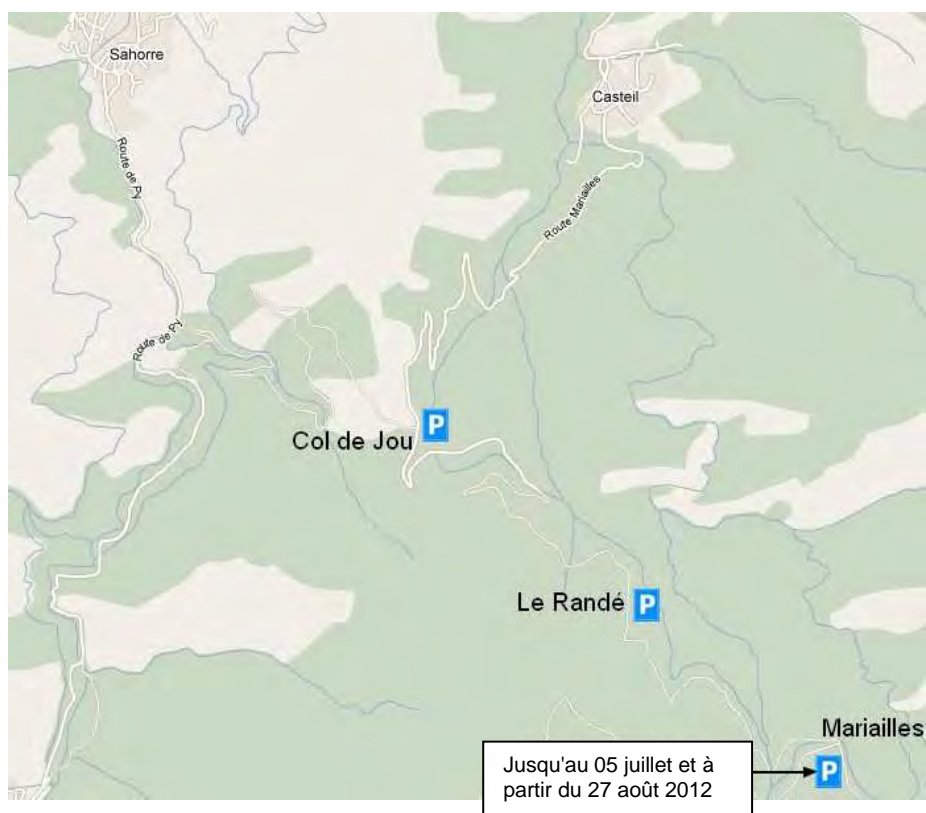 Sahorre
Casteil
Route de Py
Route Mariailles
Route de Py
P
Col de Jou
Le Randé P
Mariailles
Jusqu'au 05 juillet et à
partir du 27 août 2012
P